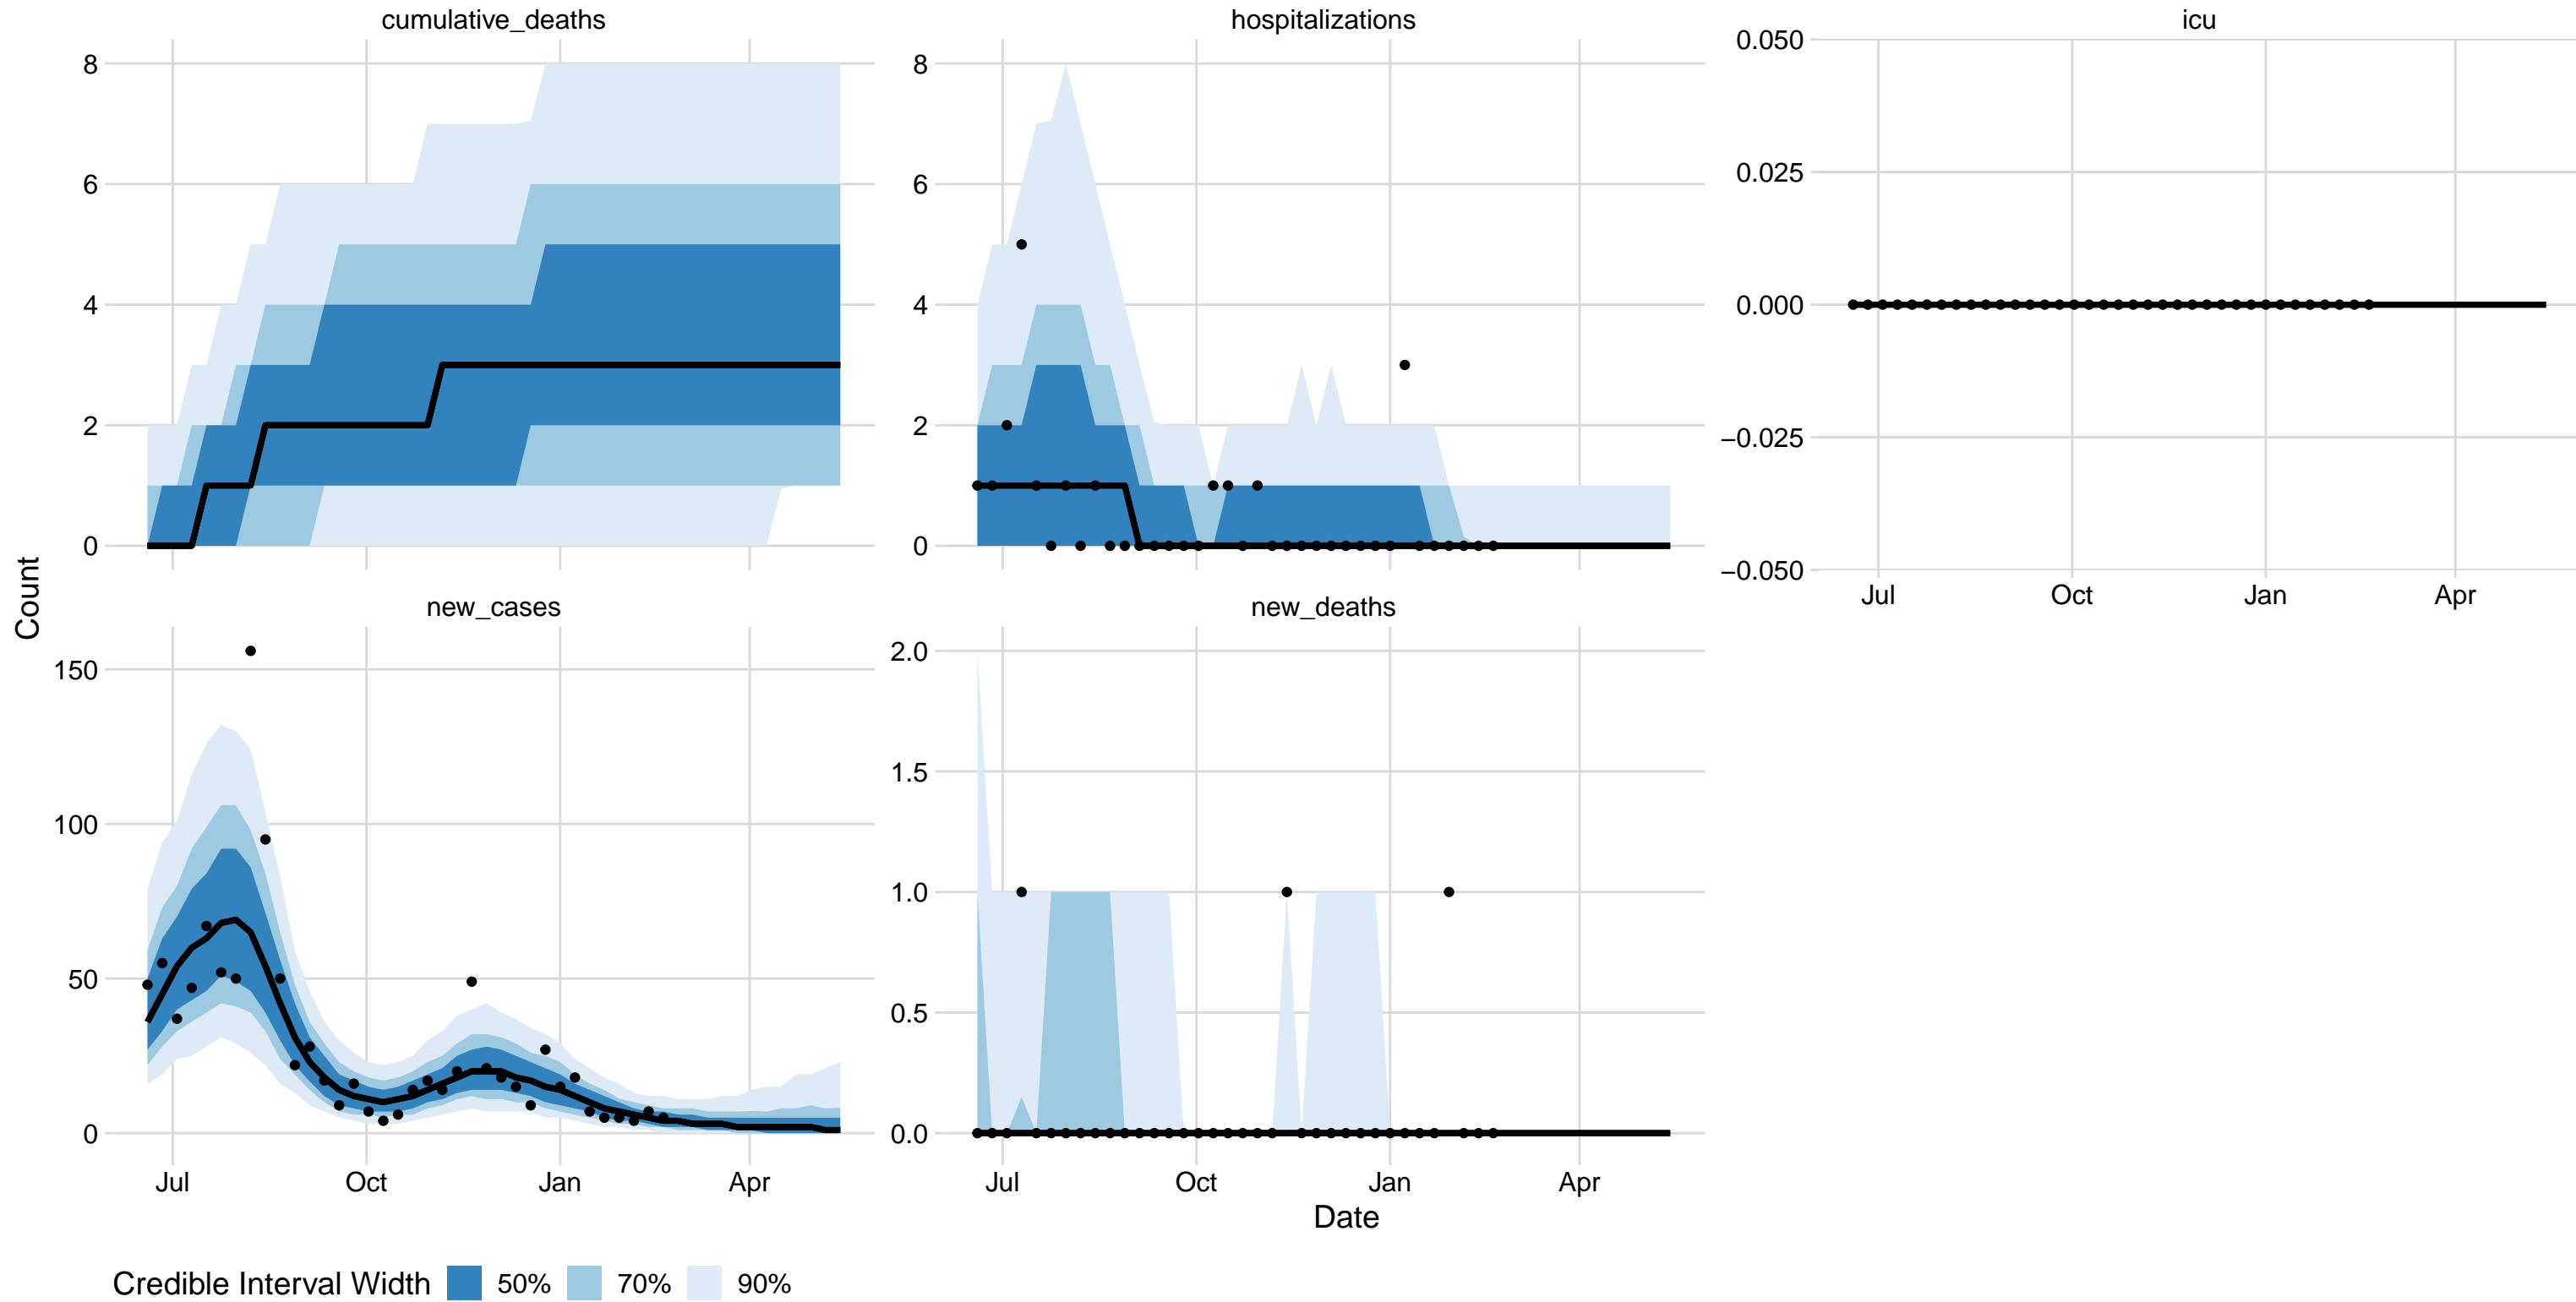 cumulative_deaths
hospitalizations
icu
8
6
4
2
0
8
6
4
2
0
0.050
0.025
0.000
−0.025
−0.050
Jul
Oct
Jan
Apr
Count
new_cases
new_deaths
150
100
50
0
2.0
1.5
1.0
0.5
0.0
Jul
Oct
Jan
Apr
Jul
Oct
Jan
Apr
Date
Credible Interval Width 50% 70% 90%